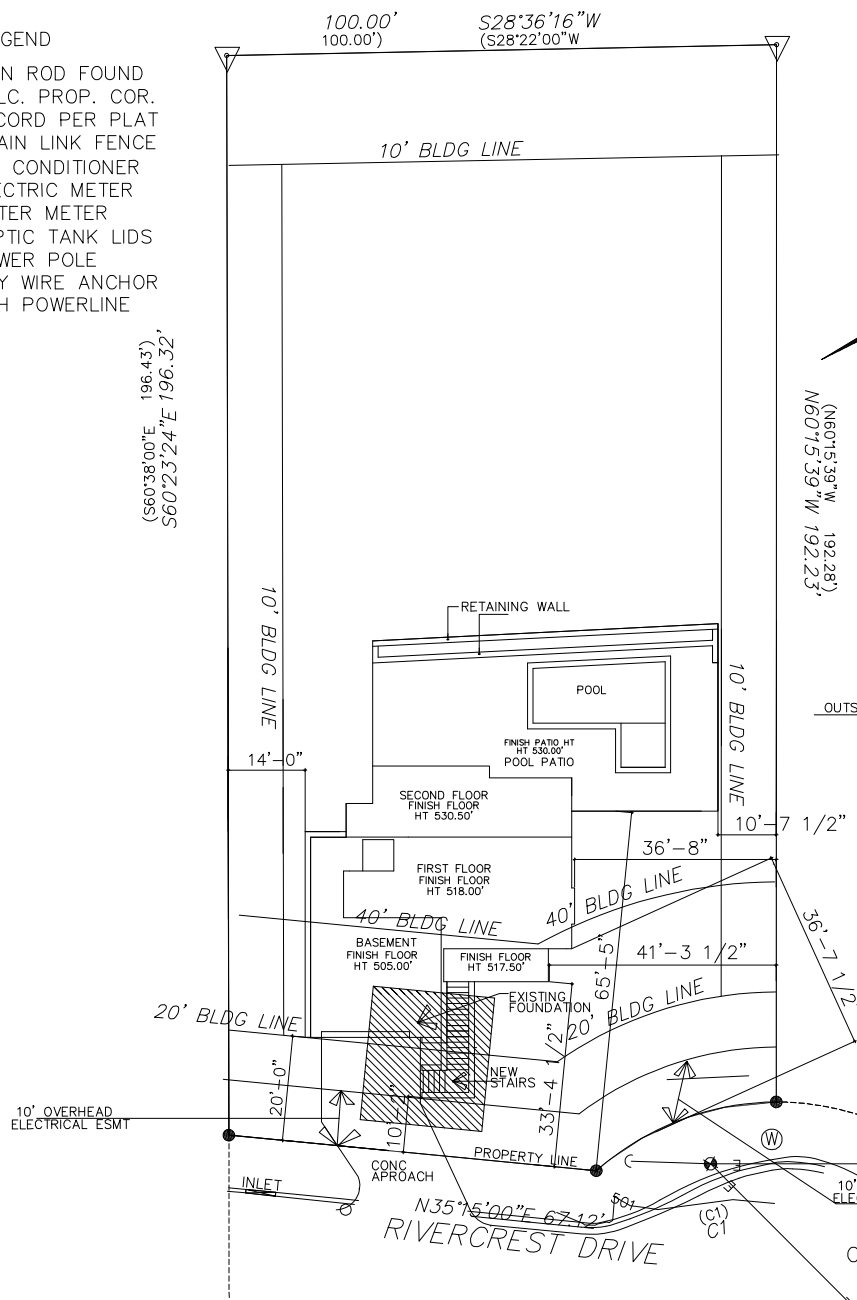 100.00' S28°36'16"W
100.00') (S28°22'00"W
GEND
N ROD FOUND
LC. PROP. COR.
CORD PER PLAT
AIN LINK FENCE
CONDITIONER
ECTRIC METER
TER METER
PTIC TANK LIDS
WER POLE
Y WIRE ANCHOR
H POWERLINE
10' BLDG LINE
(S60°38'00"E 196.43')
S60°23'24"E 196.32'
(N60°15'39"W 192.28')
N60°15'39"W 192.23'
10' BLDG LINE
RETAINING WALL
POOL
10' BLDG LINE
OUTS
FINISH PATIO HT
HT 530.00'
POOL PATIO
14'-0"
SECOND FLOOR
FINISH FLOOR
HT 530.50'
10'-7 1/2"
36'-8"
FIRST FLOOR
FINISH FLOOR
HT 518.00'
40' BLDG LINE
40' BLDG LINE
36'-7 1/2"
BASEMENT
FINISH FLOOR
HT 505.00'
FINISH FLOOR
HT 517.50'
41'-3 1/2"
65'-5"
EXISTING
FOUNDATION
20' BLDG LINE
20' BLDG LINE
NEW
STAIRS
20'-0"
10'-2"
33'-4 1/2"
10' OVERHEAD
ELECTRICAL ESMT
PROPERTY LINE
CONC
APROACH
W
INLET
10'
ELEC
N35°15'00"E 67.12'
501
(C1)
C1
RIVERCREST DRIVE